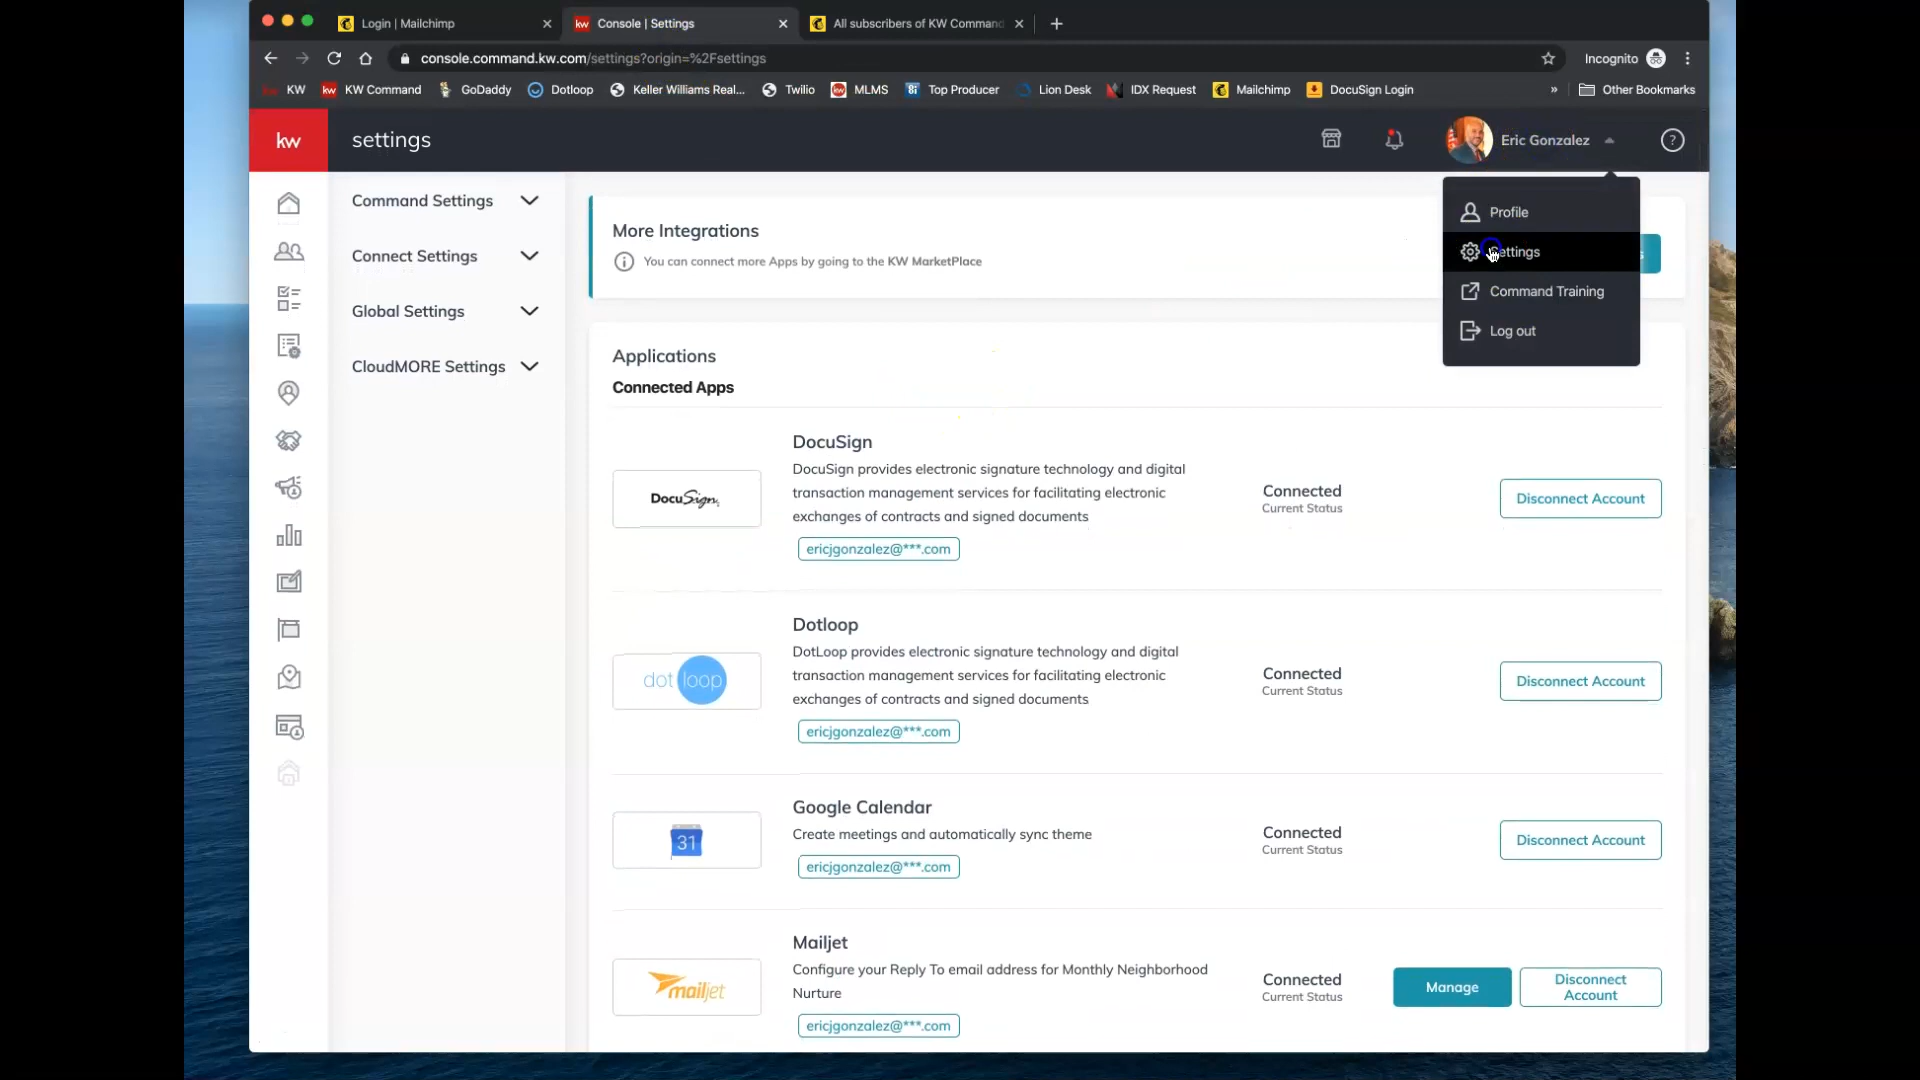 Login | Mailchimp
kw
Console | Settings
All subscribers of KW Command
console.command.kw.com/settings?origin=%2Fsettings
Incognito
KW
kw
KW Command
GoDaddy
Dotloop
Keller Williams Real...
Twilio
MLMS
Top Producer
Lion Desk
IDX Request
Mailchimp
DocuSign Login
»
Other Bookmarks
kw
settings
Eric Gonzalez
?
Profile
Settings
Command Training
Log out
Command Settings
Connect Settings
Global Settings
CloudMORE Settings
More Integrations
You can connect more Apps by going to the KW MarketPlace
Applications
Connected Apps
DocuSign
DocuSign
DocuSign provides electronic signature technology and digital
transaction management services for facilitating electronic
exchanges of contracts and signed documents
ericjgonzalez@***.com
Connected
Current Status
Disconnect Account
dot loop
Dotloop
DotLoop provides electronic signature technology and digital
transaction management services for facilitating electronic
exchanges of contracts and signed documents
ericjgonzalez@***.com
Connected
Current Status
Disconnect Account
31
Google Calendar
Create meetings and automatically sync theme
ericjgonzalez@***.com
Connected
Current Status
Disconnect Account
mailjet
Mailjet
Configure your Reply To email address for Monthly Neighborhood
Nurture
ericjgonzalez@***.com
Connected
Current Status
Manage
Disconnect
Account